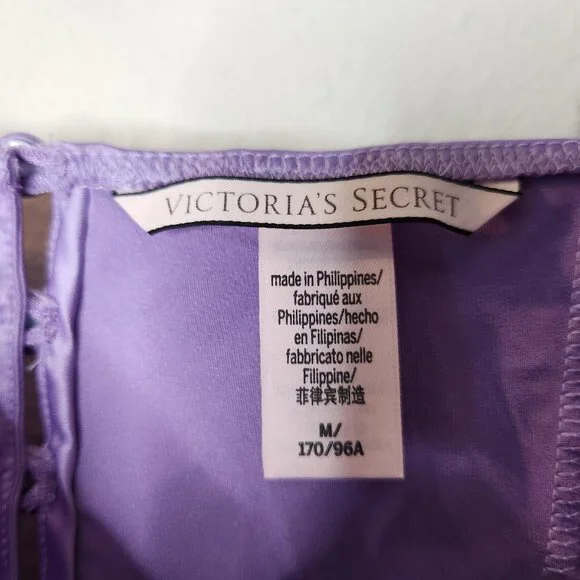 VICTORIA'S SECRET
made in Philippines/
fabriqué aux
Philippines/hecho
en Filipinas/
fabbricato nelle
Filippine/
菲律宾制造
M/
170/96A